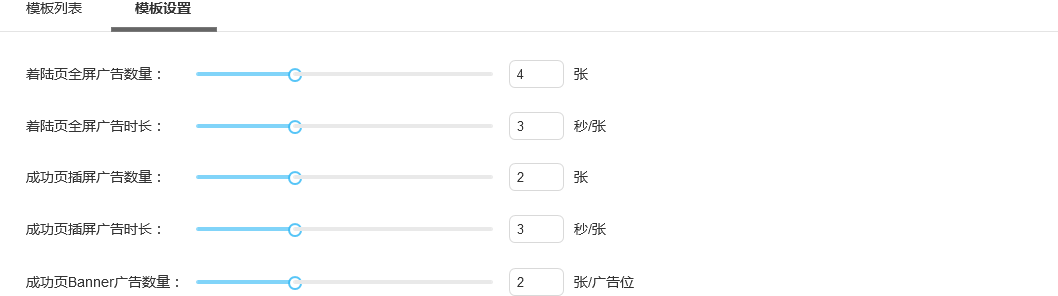 模板列表 模板设置
着陆页全屏广告数量： 4 张
着陆页全屏广告时长： 3 秒/张
成功页插屏广告数量： 2 张
成功页插屏广告时长： 3 秒/张
成功页Banner广告数量： 2 张/广告位